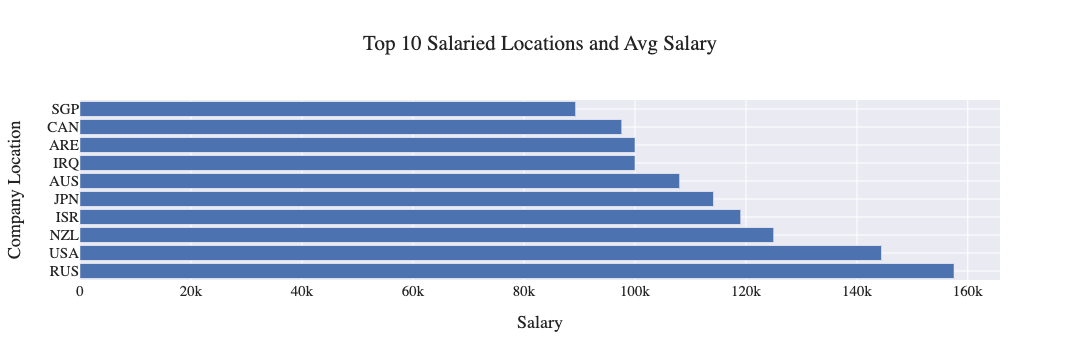 Top 10 Salaried Locations and Avg Salary
Company Location
SGP
CAN
ARE
IRQ
AUS
JPN
ISR
NZL
USA
RUS
0 20k 40k 60k 80k 100k 120k 140k 160k
Salary